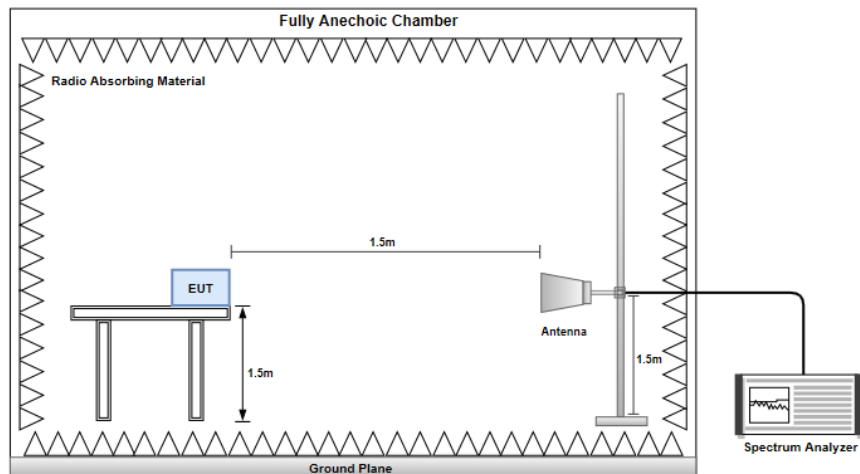 Fully Anechoic Chamber
Radio Absorbing Material
1.5m
EUT
Antenna
1.5m
1.5m
Spectrum Analyzer
Ground Plane